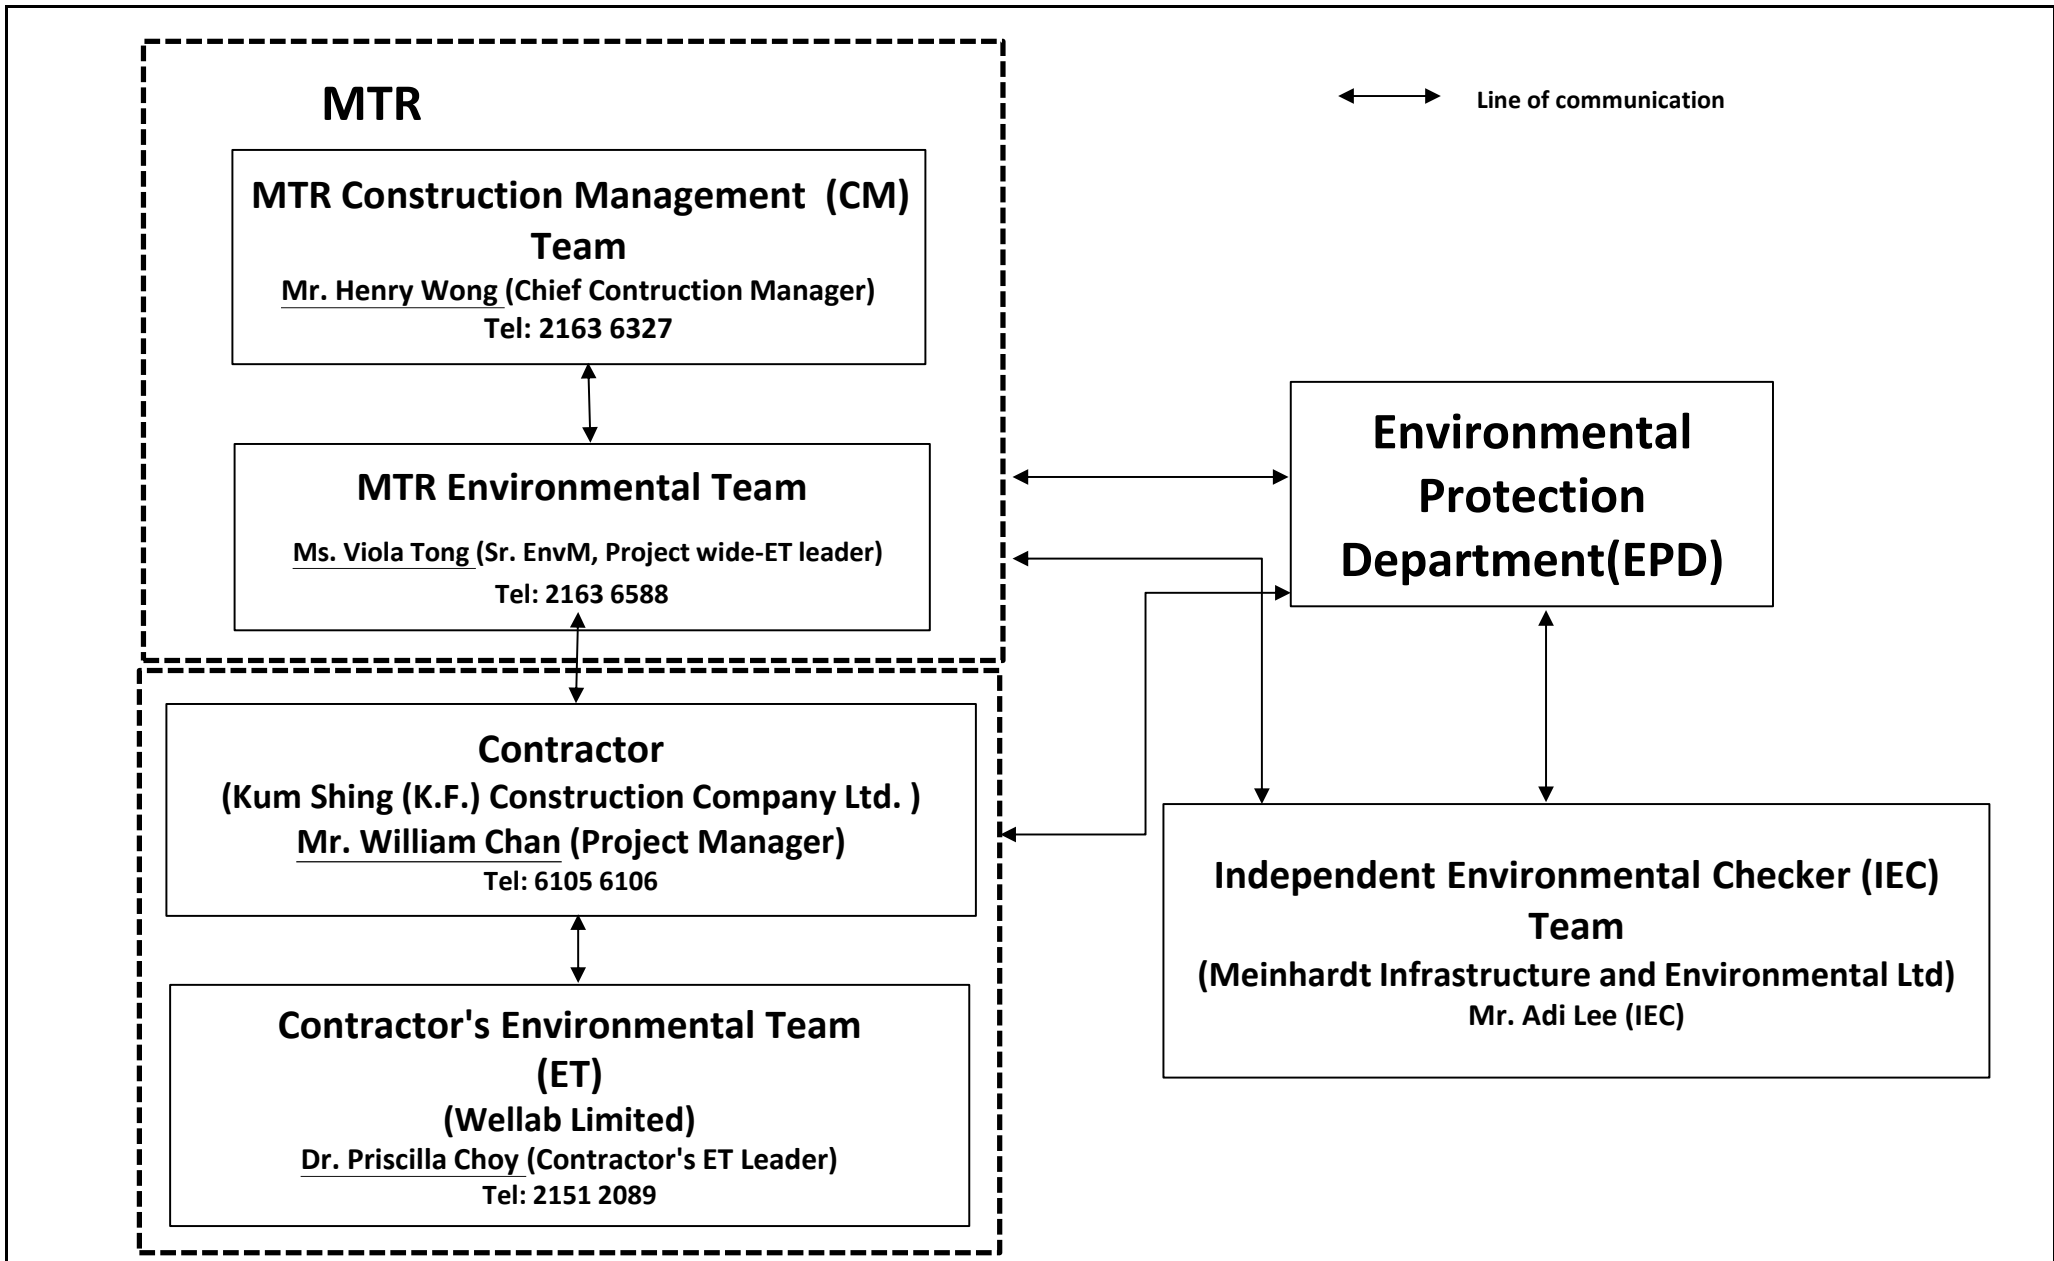 MTR
Line of communication
MTR Construction Management (CM)
Team
Mr. Henry Wong (Chief Contruction Manager)
Tel: 2163 6327
MTR Environmental Team
Ms. Viola Tong (Sr. EnvM, Project wide-ET leader)
Tel: 2163 6588
Environmental
Protection
Department(EPD)
Contractor
(Kum Shing (K.F.) Construction Company Ltd. )
Mr. William Chan (Project Manager)
Tel: 6105 6106
Contractor's Environmental Team
(ET)
(Wellab Limited)
Dr. Priscilla Choy (Contractor's ET Leader)
Tel: 2151 2089
Independent Environmental Checker (IEC)
Team
(Meinhardt Infrastructure and Environmental Ltd)
Mr. Adi Lee (IEC)